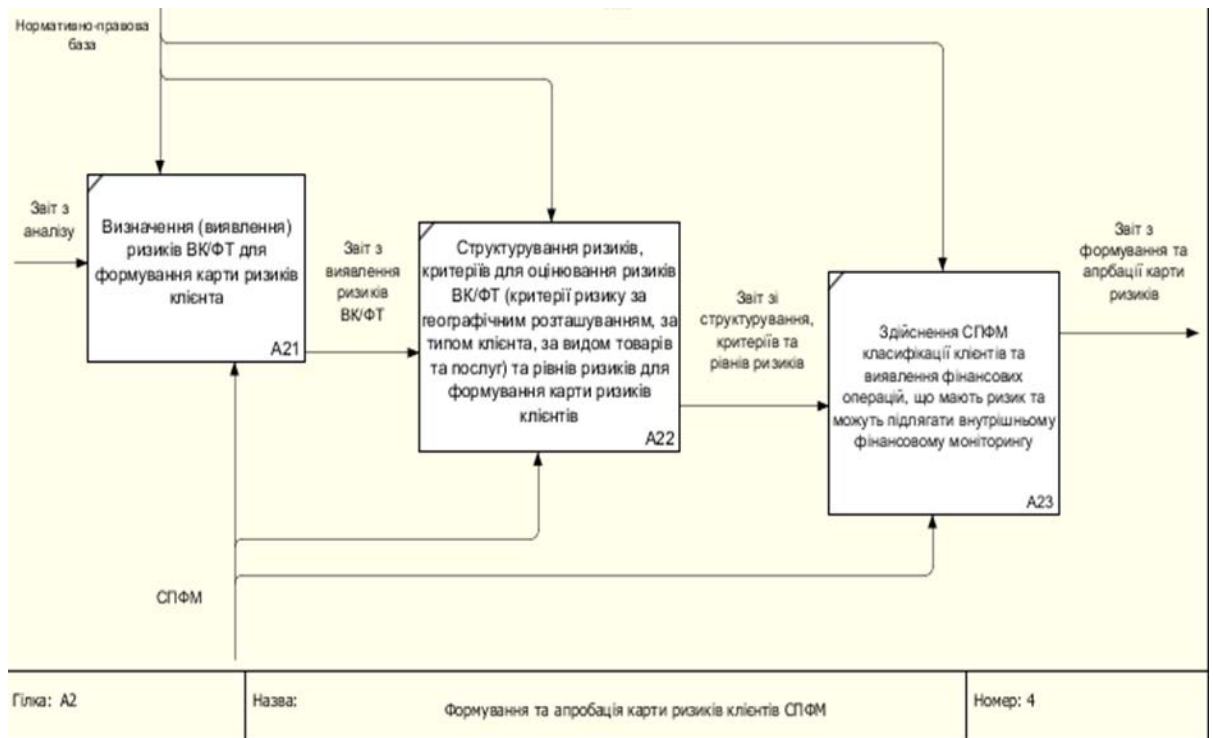 Нормативно-правова
база
Звіт з
аналізу
Визначення (виявлення)
ризиків ВК/ФТ для
формування карти ризиків
клієнта
A21
Звіт з
виявлення
ризиків
ВК/ФТ
Структурування ризиків,
критеріїв для оцінювання ризиків
ВК/ФТ (критерії ризику за
географічним розташуванням, за
типом клієнта, за видом товарів
та послуг) та рівнів ризиків для
формування карти ризиків
клієнтів
A22
Звіт зі
структурування,
критеріїв та
рівнів ризиків
Здійснення СПФМ
класифікації клієнтів та
виявлення фінансових
операцій, що мають ризик та
можуть підлягати внутрішньому
фінансовому моніторингу
A23
Звіт з
формування та
апрбації карти
ризиків
СПФМ
Гілка: A2
Назва:
Формування та апробація карти ризиків клієнтів СПФМ
Номер: 4